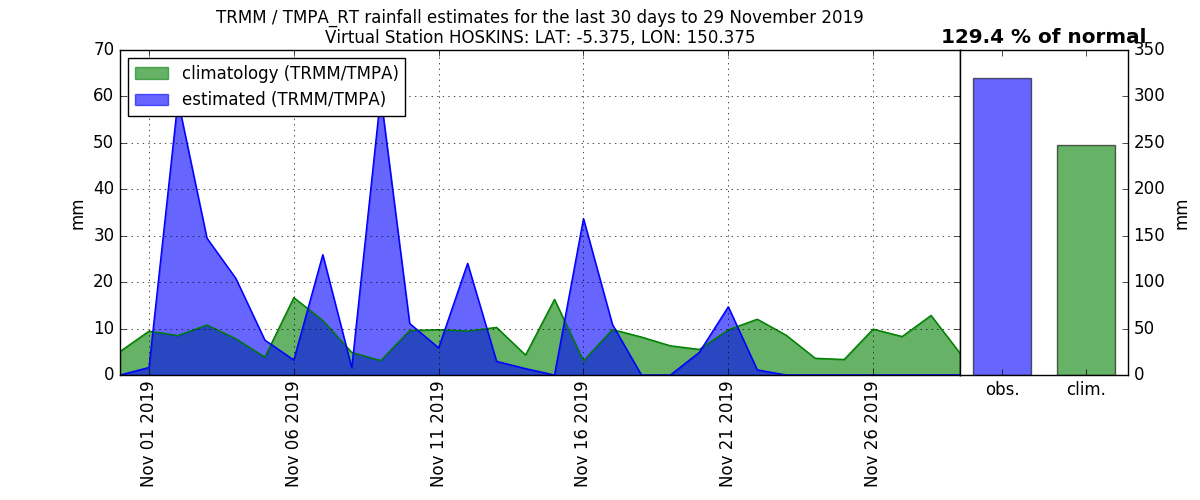 TRMM / TMPA_RT rainfall estimates for the last 30 days to 29 November 2019
Virtual Station HOSKINS: LAT: -5.375, LON: 150.375
129.4 % of normal
climatology (TRMM/TMPA)
estimated (TRMM/TMPA)
70
60
50
40
30
20
10
0
mm
Nov 01 2019
Nov 06 2019
Nov 11 2019
Nov 16 2019
Nov 21 2019
Nov 26 2019
obs.
clim.
350
300
250
200
150
100
50
0
mm